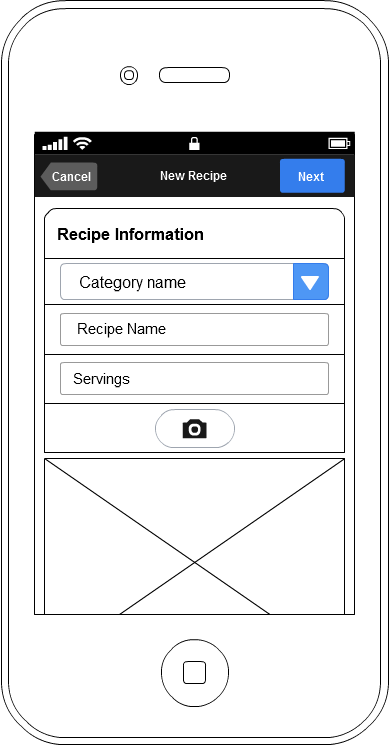 Cancel New Recipe Next
Recipe Information
Category name
Recipe Name
Servings